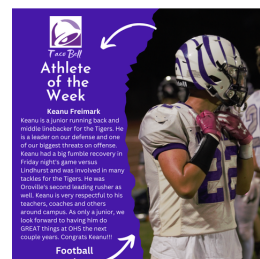 Taco Bell
Athlete
of the
Week
Keanu Freimark
Keanu is a junior running back and
middle linebacker for the Tigers. He
is a leader on our defense and one
of our biggest threats on offense.
Keanu had a big fumble recovery in
Friday night's game versus
Lindhurst and was involved in many
tackles for the Tigers. He was
Oroville's second leading rusher as
well. Keanu is very respectful to his
teachers, coaches and others
around campus. As only a junior, we
look forward to having him do
GREAT things at OHS the next
couple years. Congrats Keanu!!!
Football